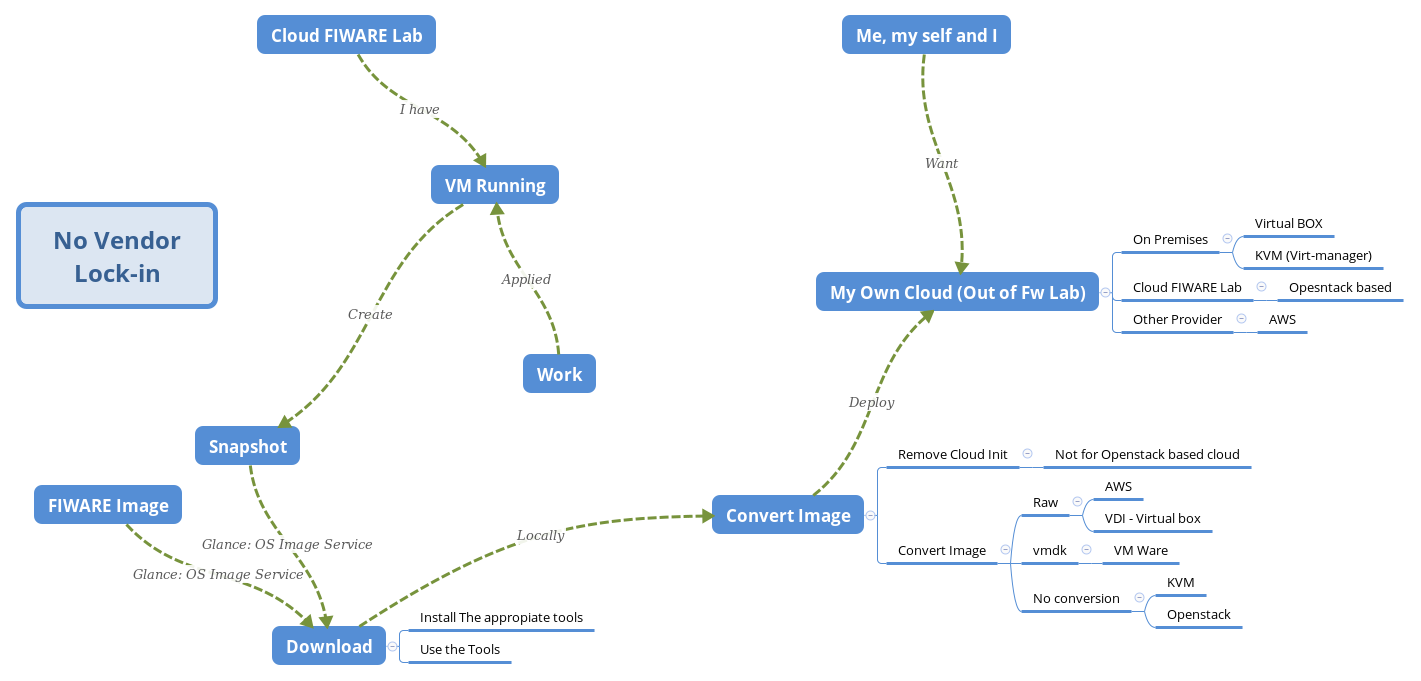 Cloud FIWARE Lab
Me, my self and I
I have
Want
VM Running
No Vendor
Lock-in
Applied
Create
Work
My Own Cloud (Out of Fw Lab)
On Premises
Virtual BOX
KVM (Virt-manager)
Cloud FIWARE Lab
Opesntack based
Other Provider
AWS
Deploy
Snapshot
FIWARE Image
Glance: OS Image Service
Glance: OS Image Service
Locally
Download
Install The appropiate tools
Use the Tools
Convert Image
Remove Cloud Init
Not for Openstack based cloud
Convert Image
Raw
AWS
VDI - Virtual box
vmdk
VM Ware
No conversion
KVM
Openstack